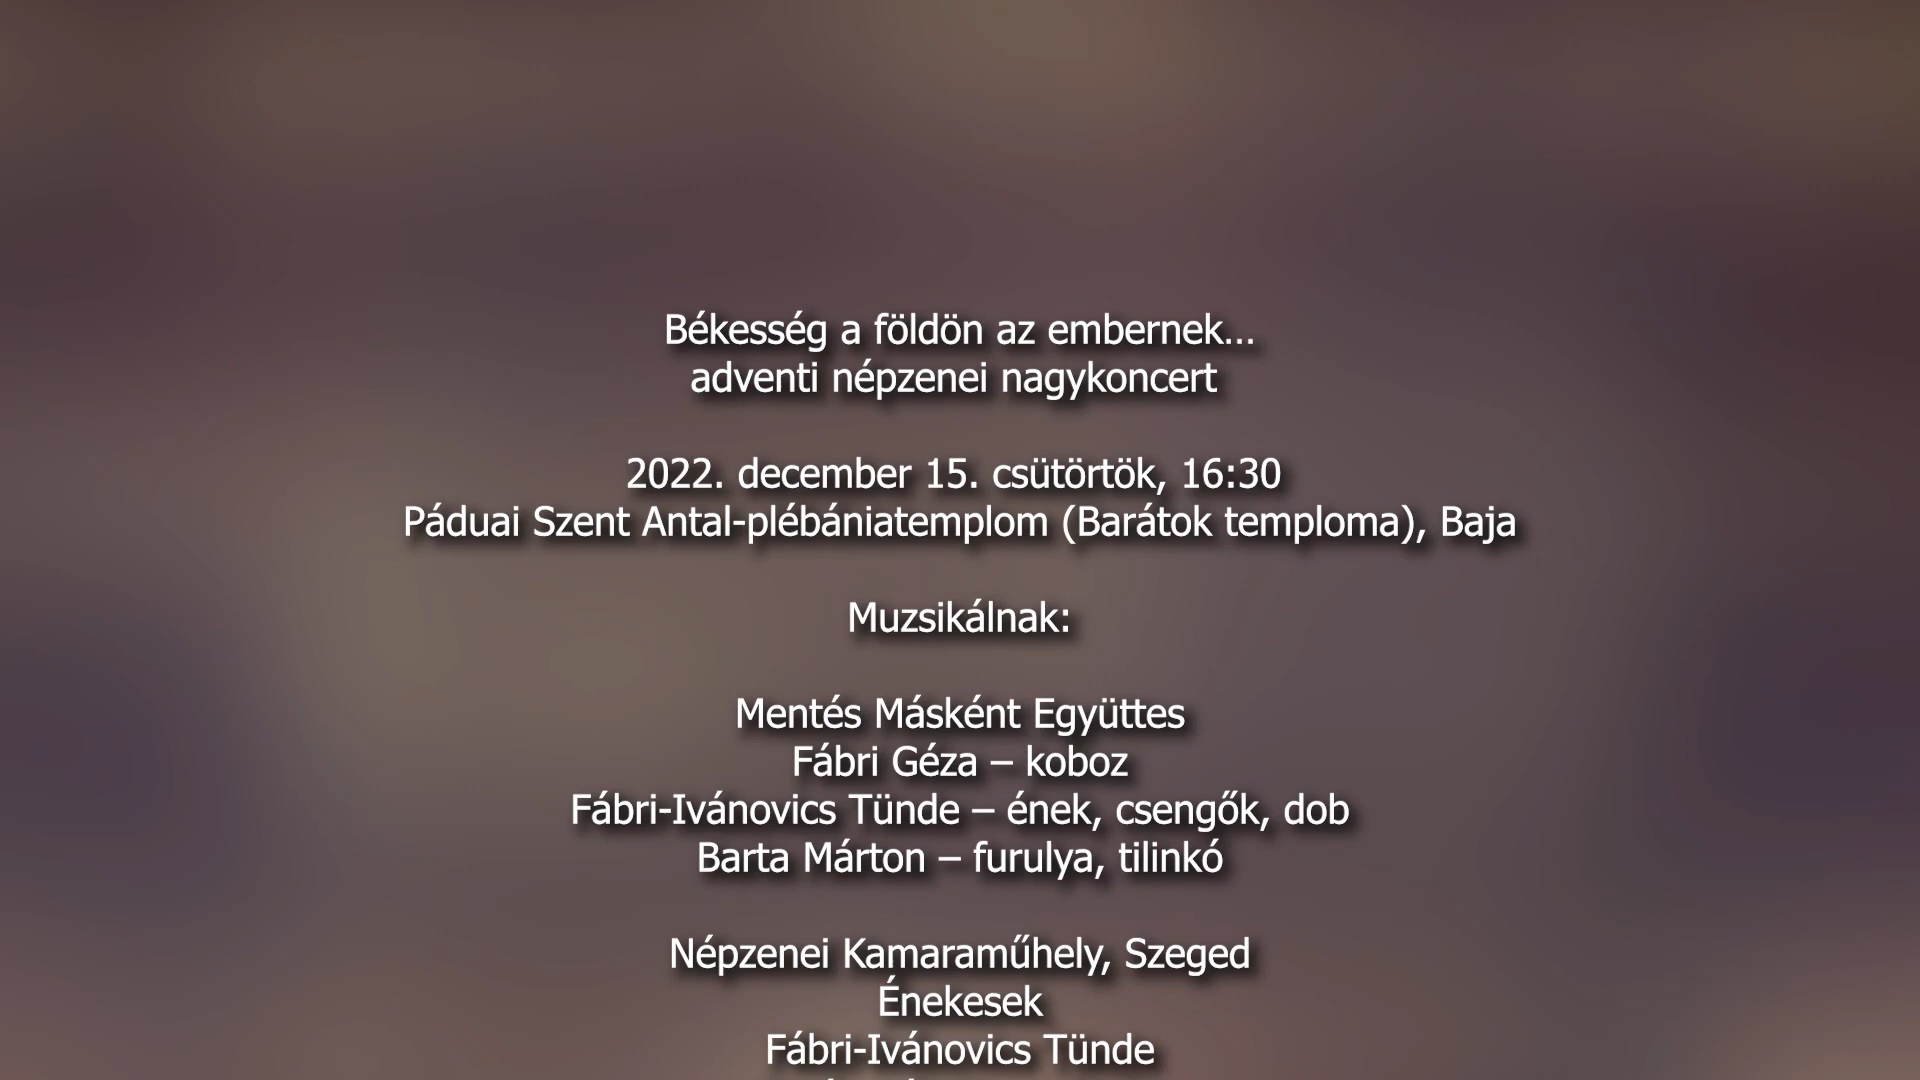 Békesség a földön az embernek...
adventi népzenei nagykoncert
2022. december 15. csütörtök, 16:30
Páduai Szent Antal-plébániatemplom (Barátok temploma), Baja
Muzsikálnak:
Mentés Másként Együttes
Fábri Géza – koboz
Fábri-Ivánovics Tünde – ének, csengők, dob
Barta Márton – furulya, tilinkó
Népzenei Kamaraműhely, Szeged
Énekesek
Fábri-Ivánovics Tünde